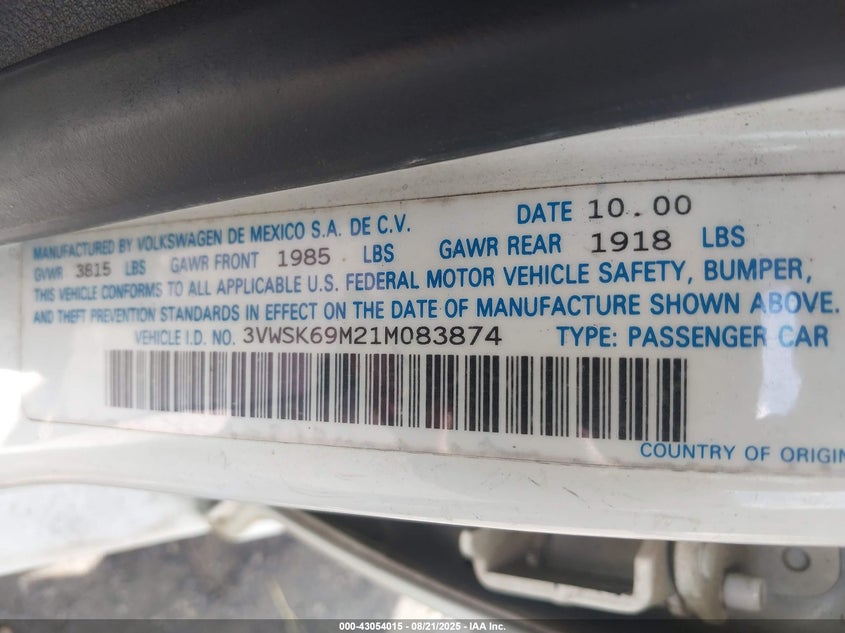 MANUFACTURED BY VOLKSWAGEN DE MEXICO S.A. DE C.V. DATE 10.00
GVWR 3815 LBS GAWR FRONT 1985 LBS GAWR REAR 1918 LBS
THIS VEHICLE CONFORMS TO ALL APPLICABLE U.S. FEDERAL MOTOR VEHICLE SAFETY, BUMPER,
AND THEFT PREVENTION STANDARDS IN EFFECT ON THE DATE OF MANUFACTURE SHOWN ABOVE.
VEHICLE I.D. NO. 3VWSK69M21M083874 TYPE: PASSENGER CAR
COUNTRY OF ORIGIN
000-43054015 - 08/21/2025 - IAA Inc.